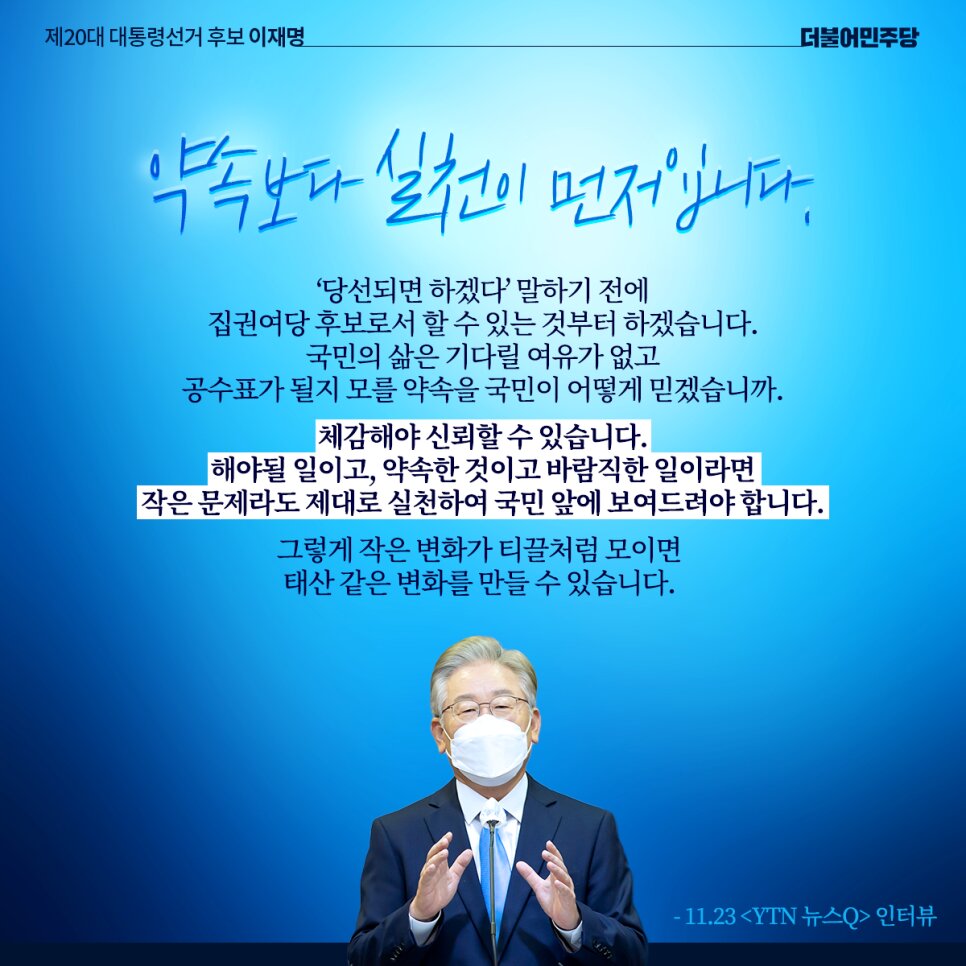 제20대 대통령선거 후보 이재명
더불어민주당
약속보다 실천이 먼저입니다.
‘당선되면 하겠다’ 말하기 전에
집권여당 후보로서 할 수 있는 것부터 하겠습니다.
국민의 삶은 기다릴 여유가 없고
공수표가 될지 모를 약속을 국민이 어떻게 믿겠습니까.
체감해야 신뢰할 수 있습니다.
해야될 일이고, 약속한 것이고 바람직한 일이라면
작은 문제라도 제대로 실천하여 국민 앞에 보여드려야 합니다.
그렇게 작은 변화가 티끌처럼 모이면
태산 같은 변화를 만들 수 있습니다.
- 11.23 <YTN 뉴스Q> 인터뷰